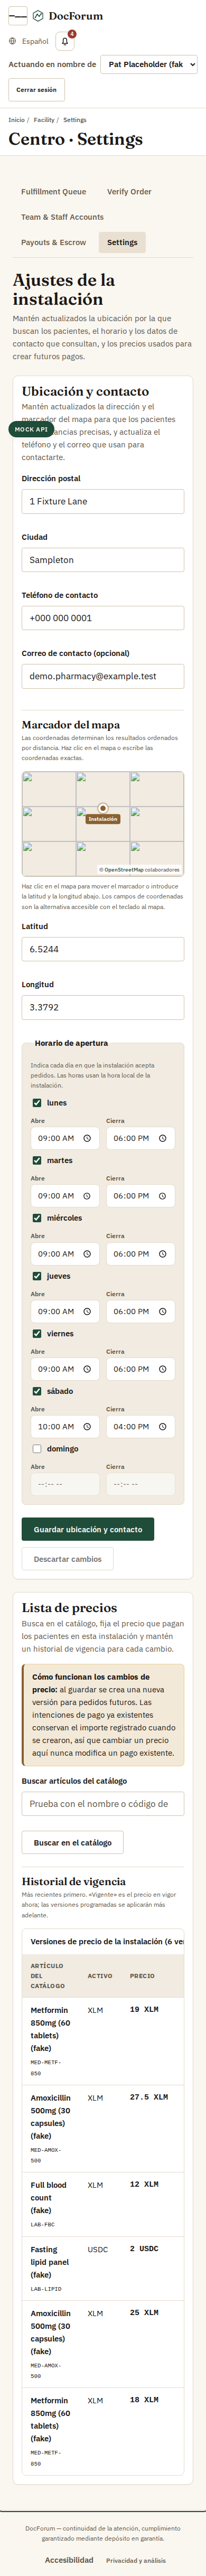 DocForum
Español
4
Actuando en nombre de
Pat Placeholder (fak
Cerrar sesión
Inicio / Facility / Settings
Centro · Settings
Fulfillment Queue
Verify Order
Team & Staff Accounts
Payouts & Escrow
Settings
Ajustes de la
instalación
Mantén actualizados la ubicación por la que
buscan los pacientes, el horario y los datos de
contacto que consultan, y los precios usados para
crear futuros pagos.
Ubicación y contacto
Mantén actualizados la dirección y el
marcador del mapa para que los pacientes
MOCK API
ancias precisas, y actualiza el
teléfono y el correo que usan para
contactarte.
Dirección postal
1 Fixture Lane
Ciudad
Sampleton
Teléfono de contacto
+000 000 0001
Correo de contacto (opcional)
demo.pharmacy@example.test
Marcador del mapa
Las coordenadas determinan los resultados ordenados
por distancia. Haz clic en el mapa o escribe las
coordenadas exactas.
Instalación
© OpenStreetMap colaboradores
Haz clic en el mapa para mover el marcador o introduce
la latitud y la longitud abajo. Los campos de coordenadas
son la alternativa accesible con el teclado al mapa.
Latitud
6.5244
Longitud
3.3792
Horario de apertura
Indica cada día en que la instalación acepta
pedidos. Las horas usan la hora local de la
instalación.
lunes
Abre Cierra
09:00 AM 06:00 PM
martes
Abre Cierra
09:00 AM 06:00 PM
miércoles
Abre Cierra
09:00 AM 06:00 PM
jueves
Abre Cierra
09:00 AM 06:00 PM
viernes
Abre Cierra
09:00 AM 06:00 PM
sábado
Abre Cierra
10:00 AM 04:00 PM
domingo
Abre Cierra
--:-- -- --:-- --
Guardar ubicación y contacto
Descartar cambios
Lista de precios
Busca en el catálogo, fija el precio que pagan
los pacientes en esta instalación y mantén
un historial de vigencia para cada cambio.
Cómo funcionan los cambios de
precio: al guardar se crea una nueva
versión para pedidos futuros. Las
intenciones de pago ya existentes
conservan el importe registrado cuando
se crearon, así que cambiar un precio
aquí nunca modifica un pago existente.
Buscar artículos del catálogo
Prueba con el nombre o código de
Buscar en el catálogo
Historial de vigencia
Más recientes primero. «Vigente» es el precio en vigor
ahora; las versiones programadas se aplicarán más
adelante.
Versiones de precio de la instalación (6 ver
ARTÍCULO
DEL
CATÁLOGO
ACTIVO
PRECIO
Metformin
850mg (60
tablets)
(fake)
MED-METF-
850
XLM
19 XLM
Amoxicillin
500mg (30
capsules)
(fake)
MED-AMOX-
500
XLM
27.5 XLM
Full blood
count
(fake)
LAB-FBC
XLM
12 XLM
Fasting
lipid panel
(fake)
LAB-LIPID
USDC
2 USDC
Amoxicillin
500mg (30
capsules)
(fake)
MED-AMOX-
500
XLM
25 XLM
Metformin
850mg (60
tablets)
(fake)
MED-METF-
850
XLM
18 XLM
DocForum — continuidad de la atención, cumplimiento
garantizado mediante depósito en garantía.
Accesibilidad
Privacidad y análisis